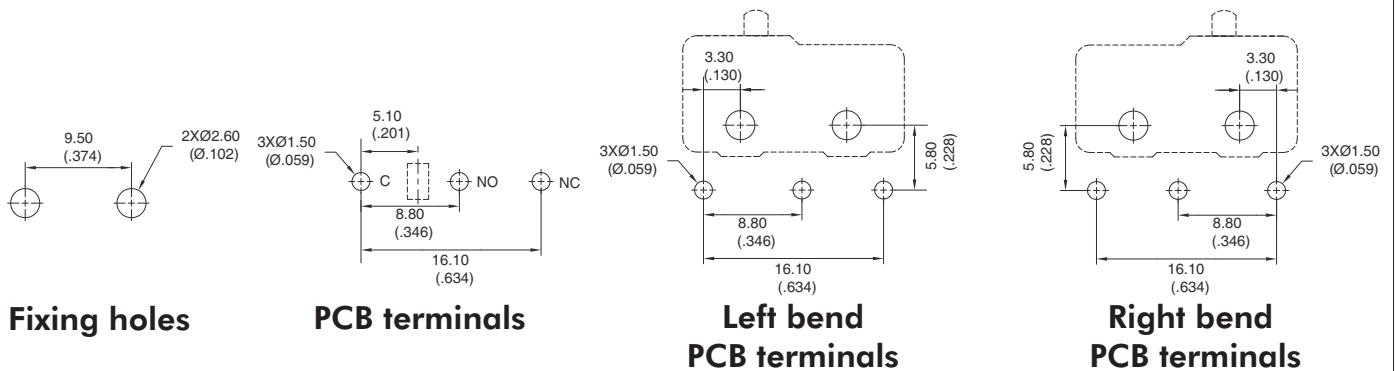 9.50
(.374)
2XØ2.60
(Ø.102)
Fixing holes
3XØ1.50
(Ø.059)
5.10
(.201)
C
NO
NC
8.80
(.346)
16.10
(.634)
PCB terminals
3.30
(.130)
3XØ1.50
(Ø.059)
5.80
(.228)
8.80
(.346)
16.10
(.634)
Left bend
PCB terminals
3.30
(.130)
5.80
(.228)
3XØ1.50
(Ø.059)
8.80
(.346)
16.10
(.634)
Right bend
PCB terminals